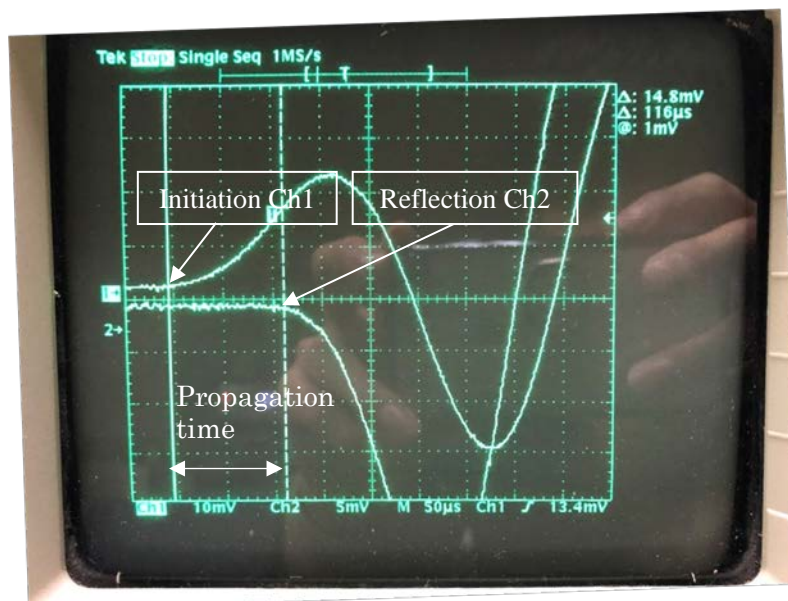 Tek Stop: Single Seq 1MS/s
[ T ]
Δ: 14.8mV
Δ: 116µs
@: 1mV
Initiation Ch1
Reflection Ch2
1→
2→
Propagation
time
Ch1 10mV Ch2 5mV M 50µs Ch1 13.4mV